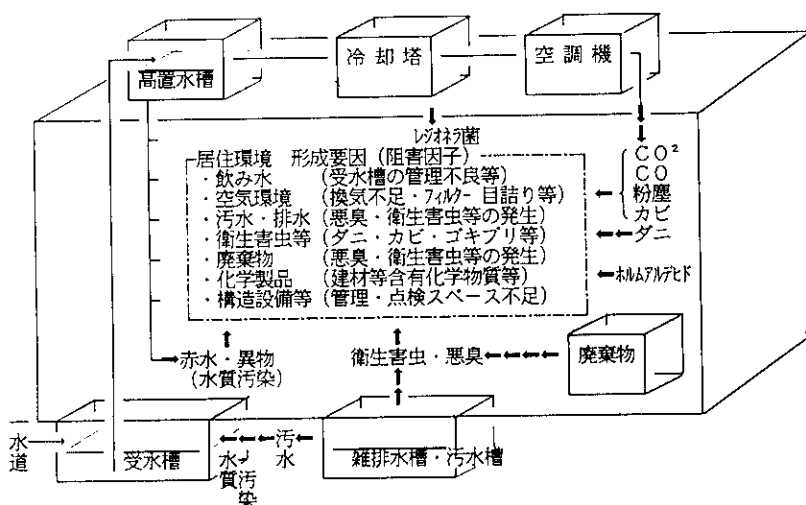 高置水槽
冷却塔
空調機
レジオネラ菌
居住環境 形成要因(阻害因子)
・飲み水 (受水槽の管理不良等)
・空気環境 (換気不足・フィルター目詰り等)
・汚水・排水(悪臭・衛生害虫等の発生)
・衛生害虫等(ダニ・カビ・ゴキブリ等)
・廃棄物 (悪臭・衛生害虫等の発生)
・化学製品 (建材等含有化学物質等)
・構造設備等(管理・点検スペース不足)
CO²
CO
粉塵
カビ
ダニ
ホルムアルデヒド
赤水・異物
(水質汚染)
衛生害虫・悪臭
廃棄物
水道
受水槽
水質汚染
汚水
雑排水槽・汚水槽